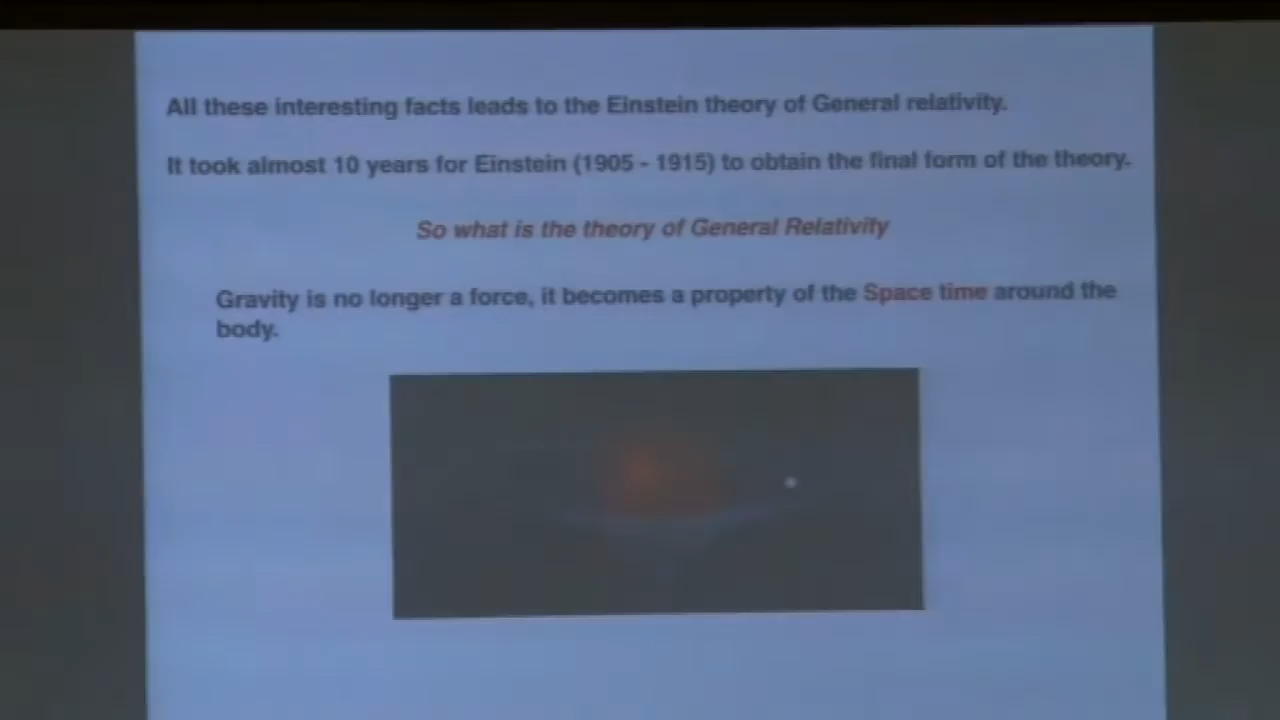 All these interesting facts leads to the Einstein theory of General relativity.
It took almost 10 years for Einstein (1905 - 1915) to obtain the final form of the theory.
So what is the theory of General Relativity
Gravity is no longer a force, it becomes a property of the Space time around the
body.